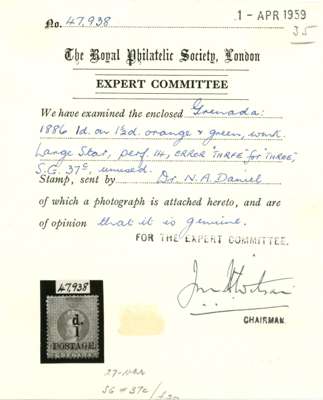 No. 47,938
1 - APR 1959
35
The Royal Philatelic Society, London
EXPERT COMMITTEE
We have examined the enclosed Grenada:
1886 1d. on 1½d. orange & green, wmk.
Large Star, perf. 14, ERROR "THRFE" for "THREE",
S.G. 37c, unused.
Stamp, sent by Dr. N. A. Daniel
of which a photograph is attached hereto, and are
of opinion that it is genuine.
FOR THE EXPERT COMMITTEE.
CHAIRMAN.
47,938
d.
1
POSTAGE.
SG # 37c/